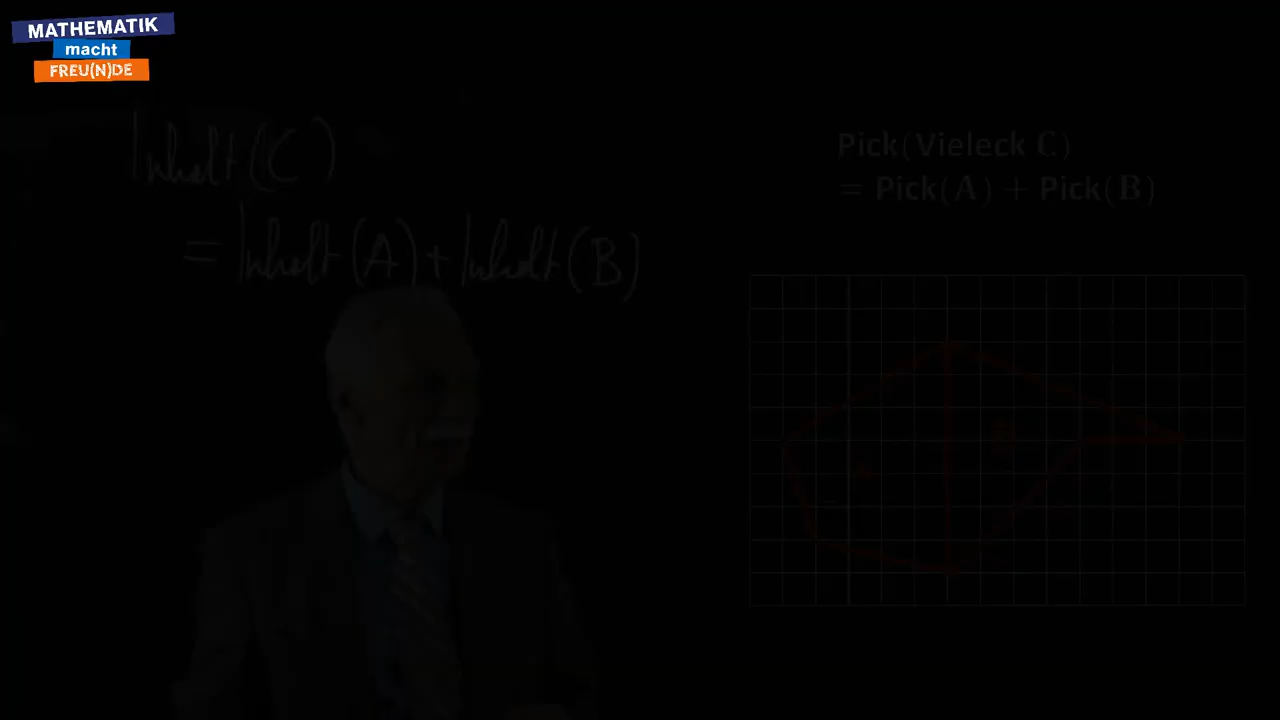 MATHEMATIK
macht
FREU(N)DE
Inhalt(C)
= Inhalt(A) + Inhalt(B)
Pick(Vieleck C)
= Pick(A) + Pick(B)
A
B